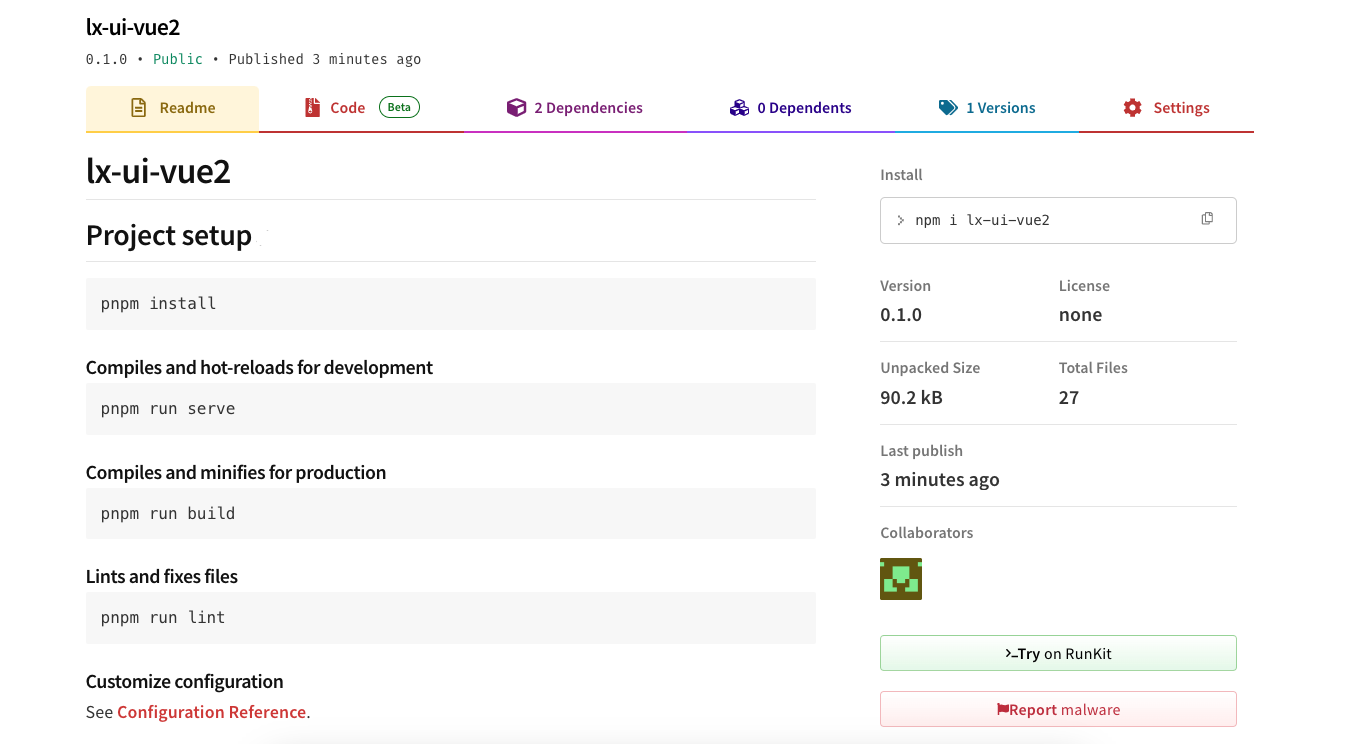 lx-ui-vue2
0.1.0 • Public • Published 3 minutes ago
Readme
Code Beta
2 Dependencies
0 Dependents
1 Versions
Settings
lx-ui-vue2
Project setup
pnpm install
Compiles and hot-reloads for development
pnpm run serve
Compiles and minifies for production
pnpm run build
Lints and fixes files
pnpm run lint
Customize configuration
See Configuration Reference.
Install
> npm i lx-ui-vue2
Version
0.1.0
License
none
Unpacked Size
90.2 kB
Total Files
27
Last publish
3 minutes ago
Collaborators
Try on RunKit
Report malware